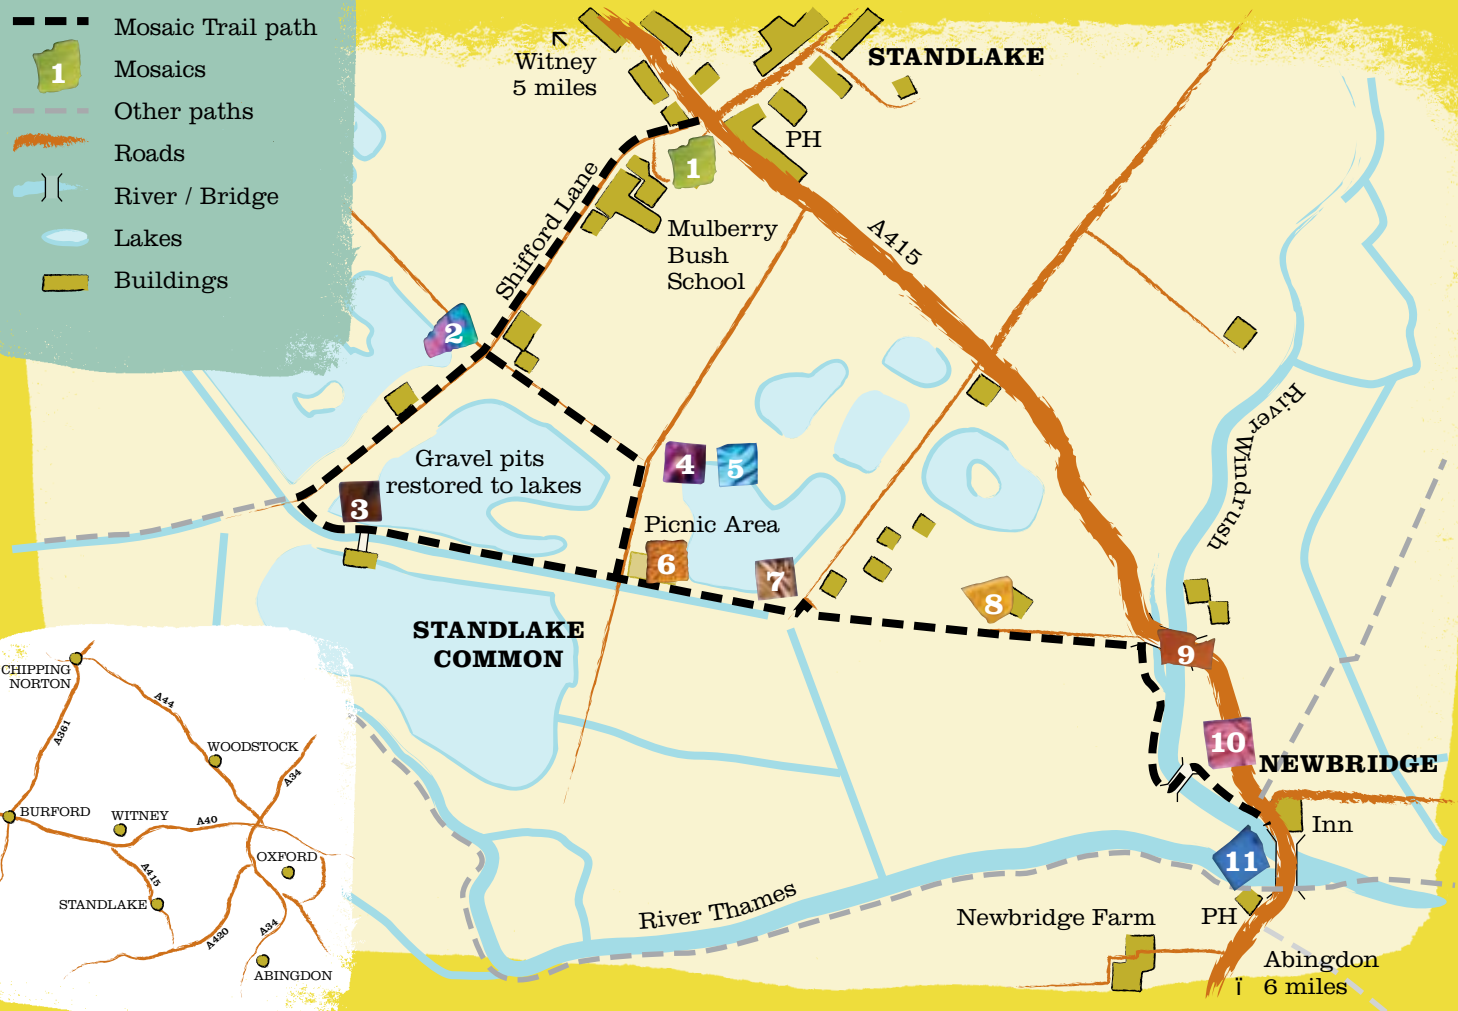 Mosaic Trail path
1
Mosaics
Other paths
Roads
River / Bridge
Lakes
Buildings
Witney
5 miles
STANDLAKE
PH
1
Shifford Lane
Mulberry
Bush
School
A415
2
Gravel pits
restored to lakes
3
4
5
Picnic Area
6
7
8
9
River Windrush
STANDLAKE
COMMON
10
NEWBRIDGE
Inn
11
River Thames
Newbridge Farm
PH
Abingdon
ï 6 miles
CHIPPING
NORTON
A44
A361
WOODSTOCK
A34
BURFORD
WITNEY
A40
OXFORD
A415
STANDLAKE
A420
A34
ABINGDON